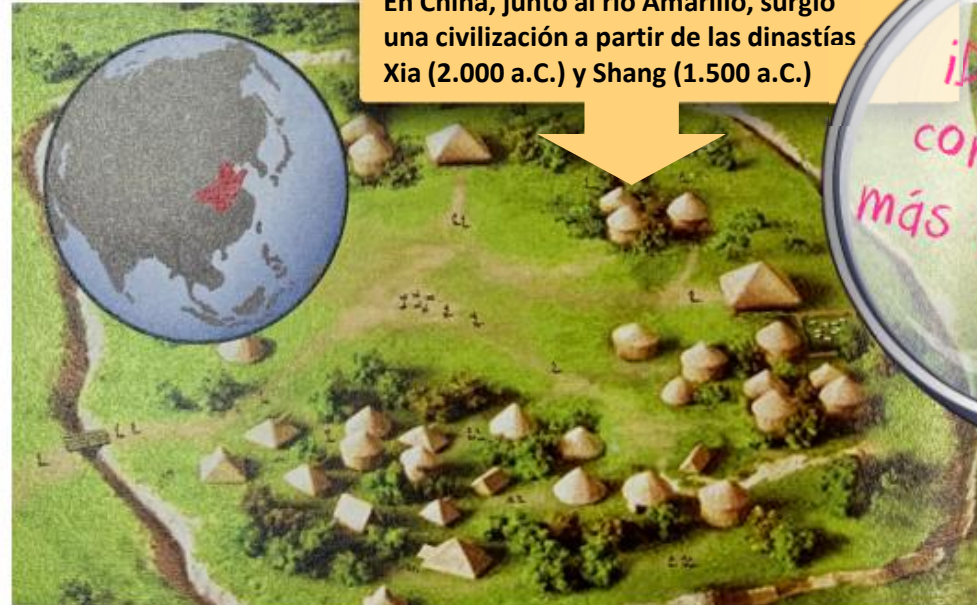 En China, junto al río Amarillo, surgió
una civilización a partir de las dinastías
Xia (2.000 a.C.) y Shang (1.500 a.C.)
más